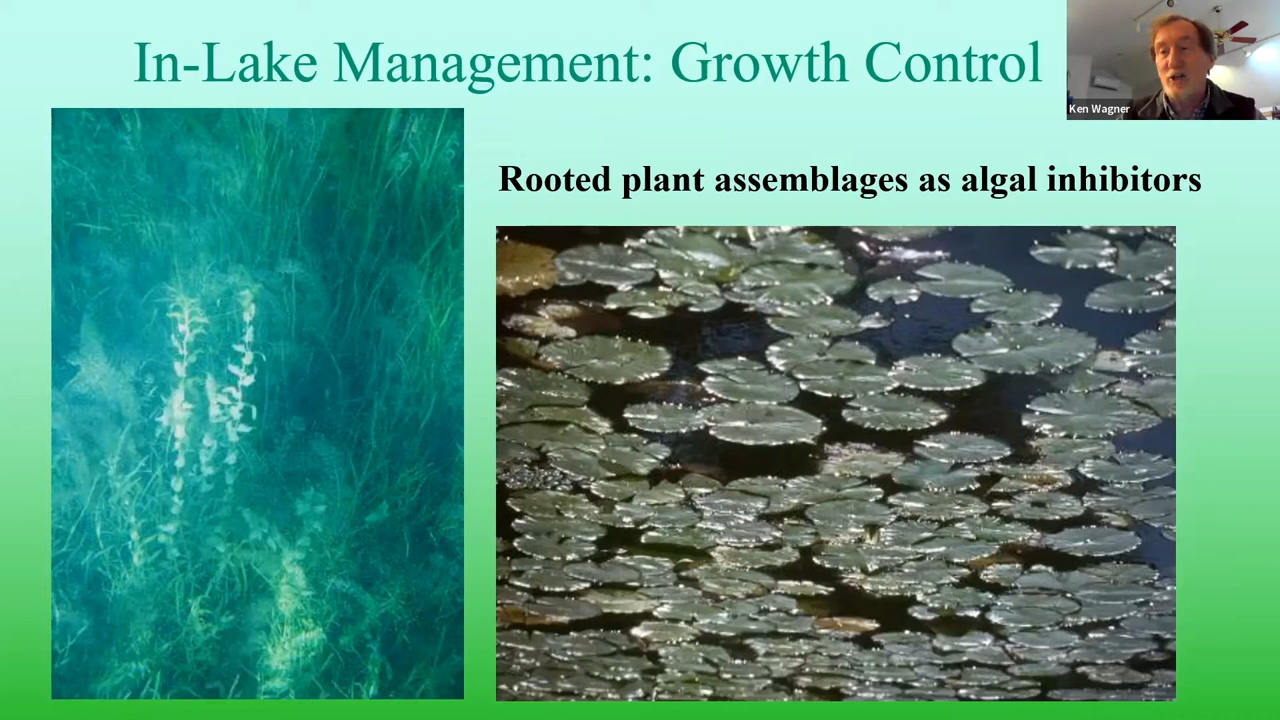 In-Lake Management: Growth Control
Ken Wagner
Rooted plant assemblages as algal inhibitors